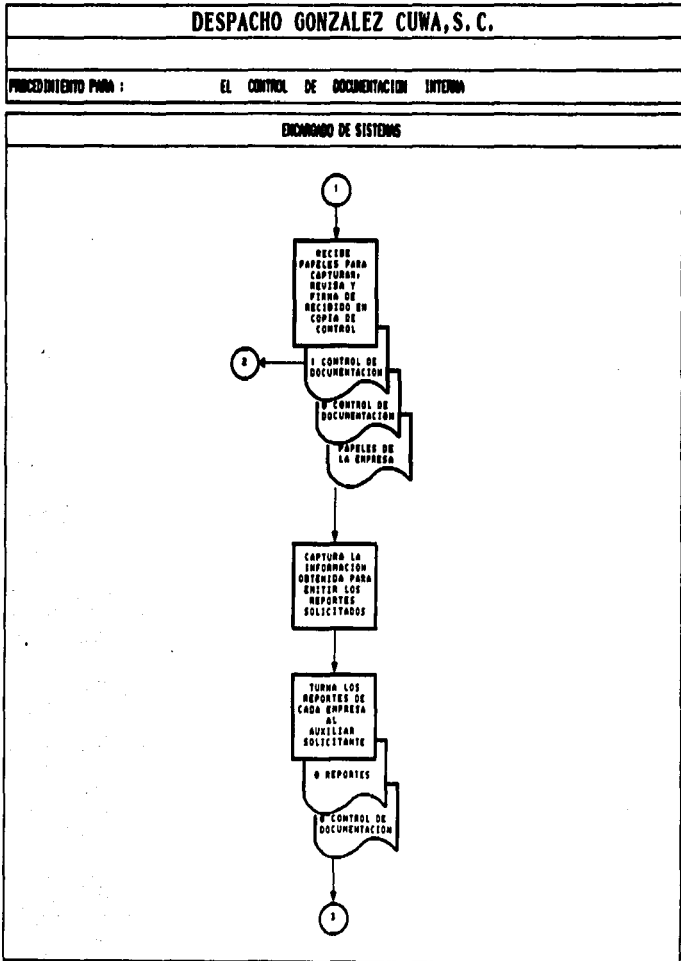 DESPACHO GONZALEZ CUWA, S. C.
PROCEDIMIENTO PARA : EL CONTROL DE DOCUMENTACION INTERNA
ENCARGADO DE SISTEMAS
1
RECIBE
PAPELES PARA
CAPTURAR,
REVISA Y
FIRMA DE
RECIBIDO EN
COPIA DE
CONTROL
2
1 CONTROL DE
DOCUMENTACION
0 CONTROL DE
DOCUMENTACION
PAPELES DE
LA EMPRESA
CAPTURA LA
INFORMACION
OBTENIDA PARA
EMITIR LOS
REPORTES
SOLICITADOS
TURNA LOS
REPORTES DE
CADA EMPRESA
AL
AUXILIAR
SOLICITANTE
0 REPORTES
0 CONTROL DE
DOCUMENTACION
3